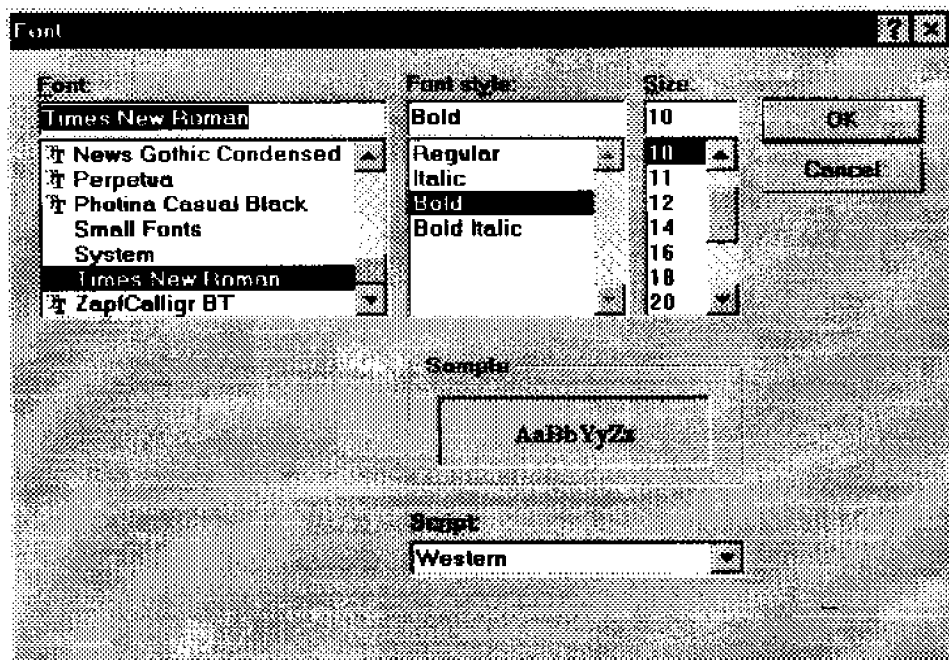 Font
Font:
Times New Roman
News Gothic Condensed
Perpetua
Photina Casual Black
Small Fonts
System
Times New Roman
ZapfCalligr BT
Font style:
Bold
Regular
Italic
Bold
Bold Italic
Size:
10
10
11
12
14
16
18
20
OK
Cancel
Sample
AaBbYyZz
Script:
Western